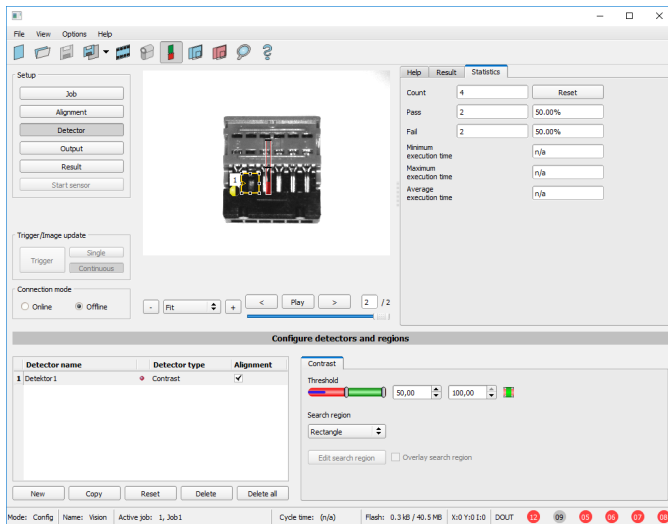 File View Options Help
Setup
Job
Alignment
Detector
Output
Result
Start sensor
Trigger/Image update
Trigger
Single
Continuous
Connection mode
Online Offline
1
- Fit + < Play > 2 / 2
Help Result Statistics
Count 4 Reset
Pass 2 50.00%
Fail 2 50.00%
Minimum
execution time n/a
Maximum
execution time n/a
Average
execution time n/a
Configure detectors and regions
Detector name Detector type Alignment
1 Detektor1 Contrast
New Copy Reset Delete Delete all
Contrast
Threshold
50,00 100,00
Search region
Rectangle
Edit search region Overlay search region
Mode: Config Name: Vision Active job: 1, Job1 Cycle time: (n/a) Flash: 0.3 kB / 40.5 MB X:0 Y:0 I:0 DOUT 12 09 05 06 07 08